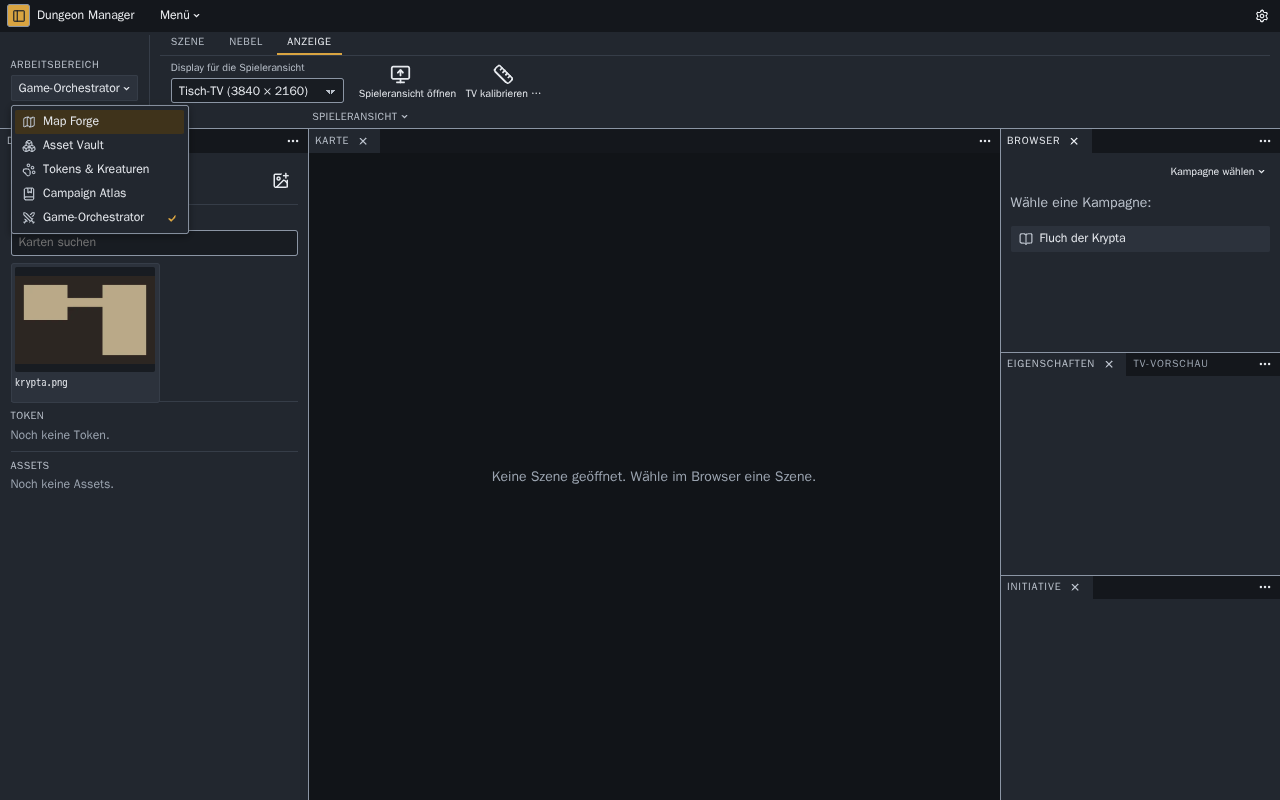 Dungeon Manager
Menü
SZENE
NEBEL
ANZEIGE
ARBEITSBEREICH
Game-Orchestrator
Display für die Spieleransicht
Tisch-TV (3840 × 2160)
Spieleransicht öffnen
TV kalibrieren ···
SPIELERANSICHT
Map Forge
Asset Vault
Tokens & Kreaturen
Campaign Atlas
Game-Orchestrator
Karten suchen
krypta.png
TOKEN
Noch keine Token.
ASSETS
Noch keine Assets.
KARTE
Keine Szene geöffnet. Wähle im Browser eine Szene.
BROWSER
Kampagne wählen
Wähle eine Kampagne:
Fluch der Krypta
EIGENSCHAFTEN
TV-VORSCHAU
INITIATIVE